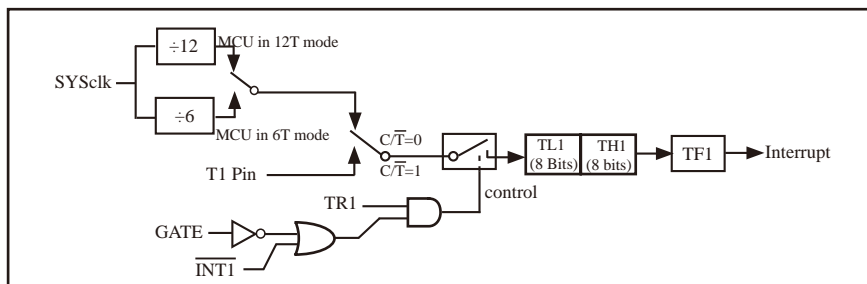 ÷12
MCU in 12T mode
SYSclk
÷6
MCU in 6T mode
C/T̅=0
C/T̅=1
T1 Pin
TL1
(8 Bits)
TH1
(8 bits)
TF1
Interrupt
control
TR1
GATE
I̅N̅T̅1̅